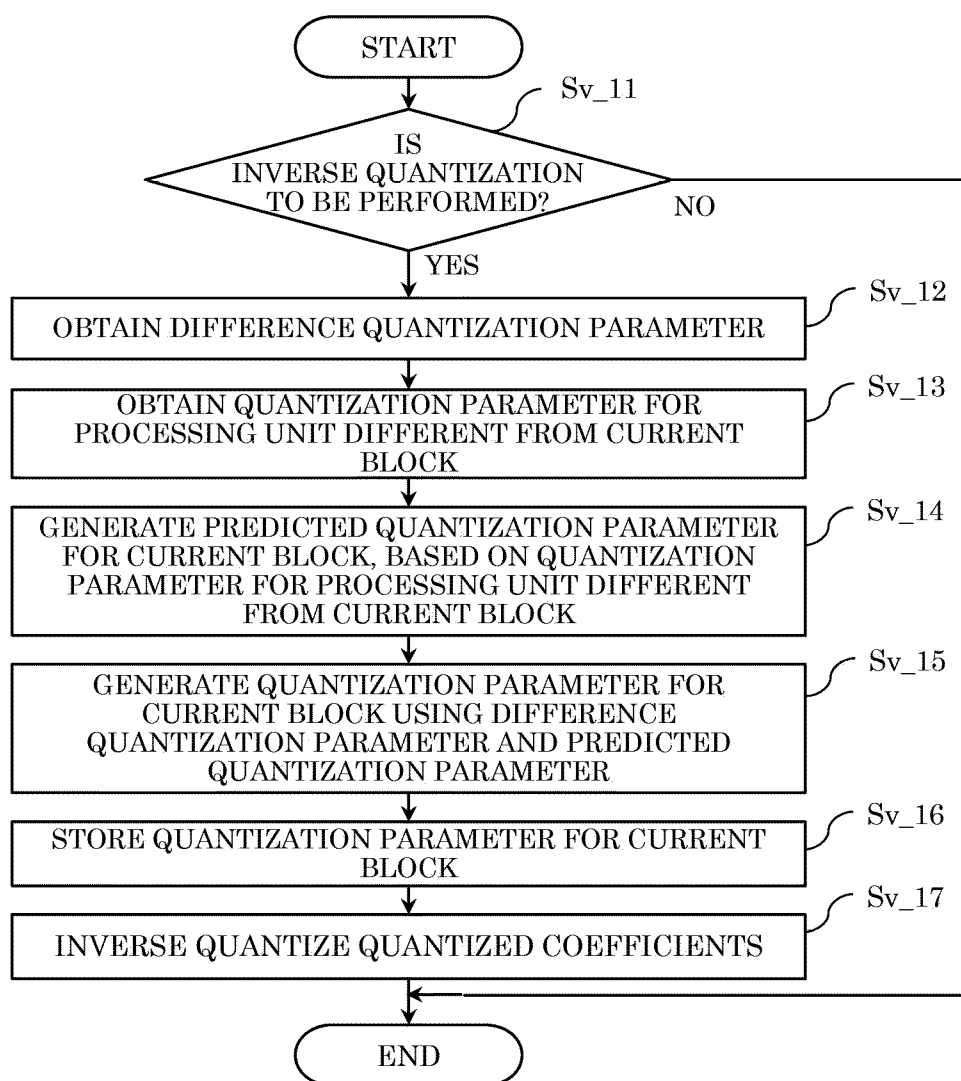 START
Sv_11
IS
INVERSE QUANTIZATION
TO BE PERFORMED?
NO
YES
Sv_12
OBTAIN DIFFERENCE QUANTIZATION PARAMETER
Sv_13
OBTAIN QUANTIZATION PARAMETER FOR
PROCESSING UNIT DIFFERENT FROM CURRENT
BLOCK
Sv_14
GENERATE PREDICTED QUANTIZATION PARAMETER
FOR CURRENT BLOCK, BASED ON QUANTIZATION
PARAMETER FOR PROCESSING UNIT DIFFERENT
FROM CURRENT BLOCK
Sv_15
GENERATE QUANTIZATION PARAMETER FOR
CURRENT BLOCK USING DIFFERENCE
QUANTIZATION PARAMETER AND PREDICTED
QUANTIZATION PARAMETER
Sv_16
STORE QUANTIZATION PARAMETER FOR CURRENT
BLOCK
Sv_17
INVERSE QUANTIZE QUANTIZED COEFFICIENTS
END